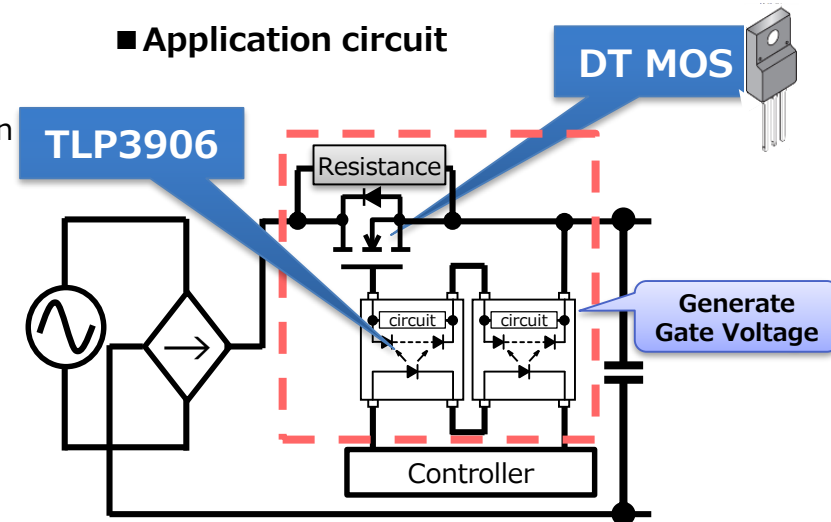 ■ Application circuit
DT MOS
n
TLP3906
Resistance
circuit
circuit
Generate
Gate Voltage
Controller